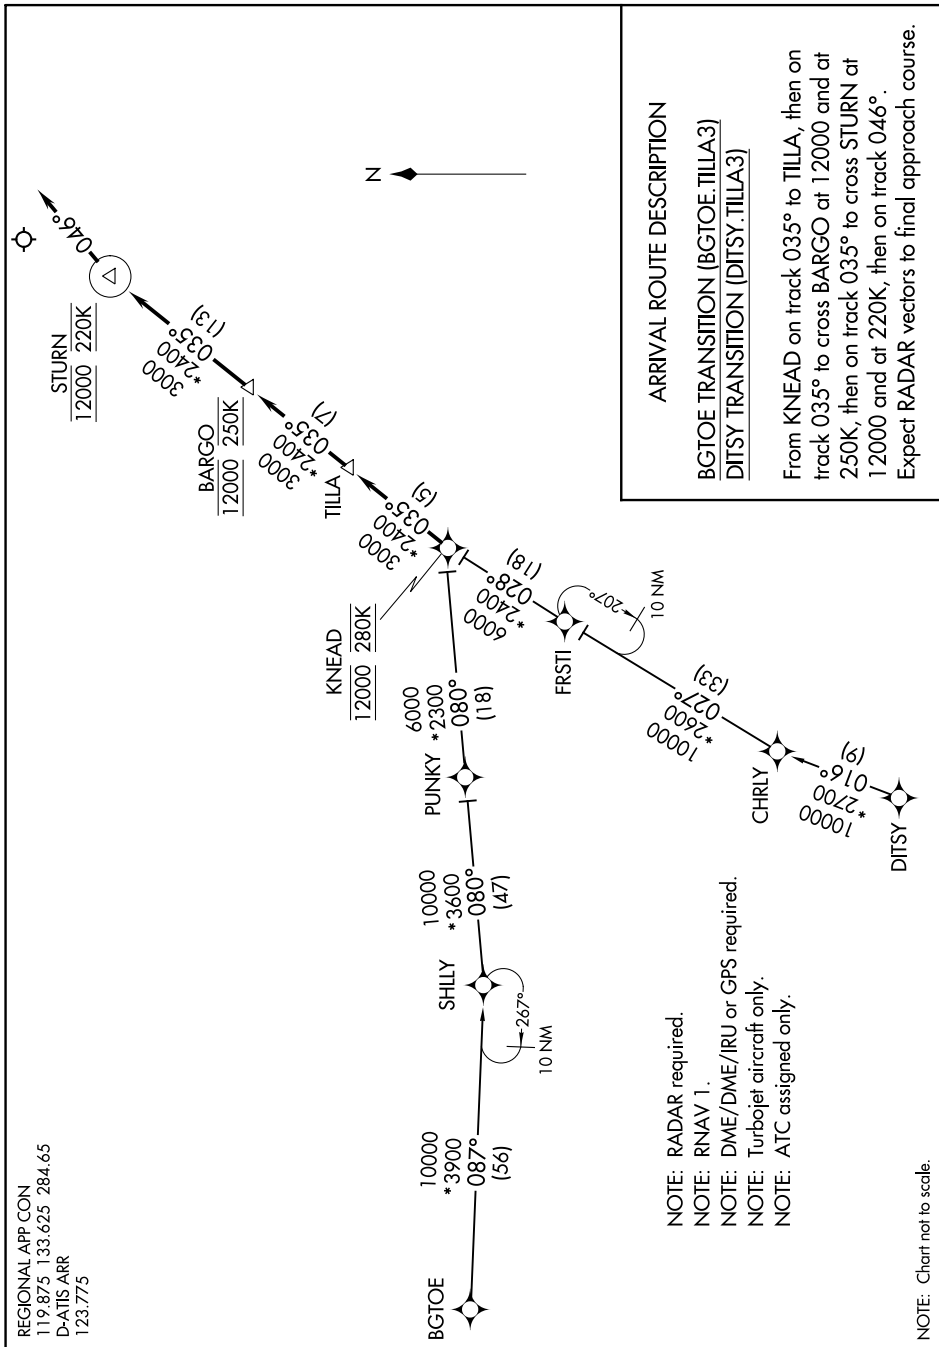 REGIONAL APP CON
119.875 133.625 284.65
D-ATIS ARR
123.775
STURN
12000 220K
046°
3000
*2400
035°
(13)
BARGO
12000 250K
3000
*2400
035°
(7)
TILLA
3000
*2400
035°
(5)
KNEAD
12000 280K
N
BGTOE
10000
*3900
087°
(56)
SHLLY
267°
10 NM
10000
*3600
080°
(47)
PUNKY
6000
*2300
080°
(18)
6000
*2400
028°
(18)
FRSTI
207°
10 NM
10000
*2600
027°
(33)
CHRLY
10000
*2700
016°
(9)
DITSY
NOTE: RADAR required.
NOTE: RNAV 1.
NOTE: DME/DME/IRU or GPS required.
NOTE: Turbojet aircraft only.
NOTE: ATC assigned only.
ARRIVAL ROUTE DESCRIPTION
BGTOE TRANSITION (BGTOE.TILLA3)
DITSY TRANSITION (DITSY.TILLA3)
From KNEAD on track 035° to TILLA, then on
track 035° to cross BARGO at 12000 and at
250K, then on track 035° to cross STURN at
12000 and at 220K, then on track 046°.
Expect RADAR vectors to final approach course.
NOTE: Chart not to scale.